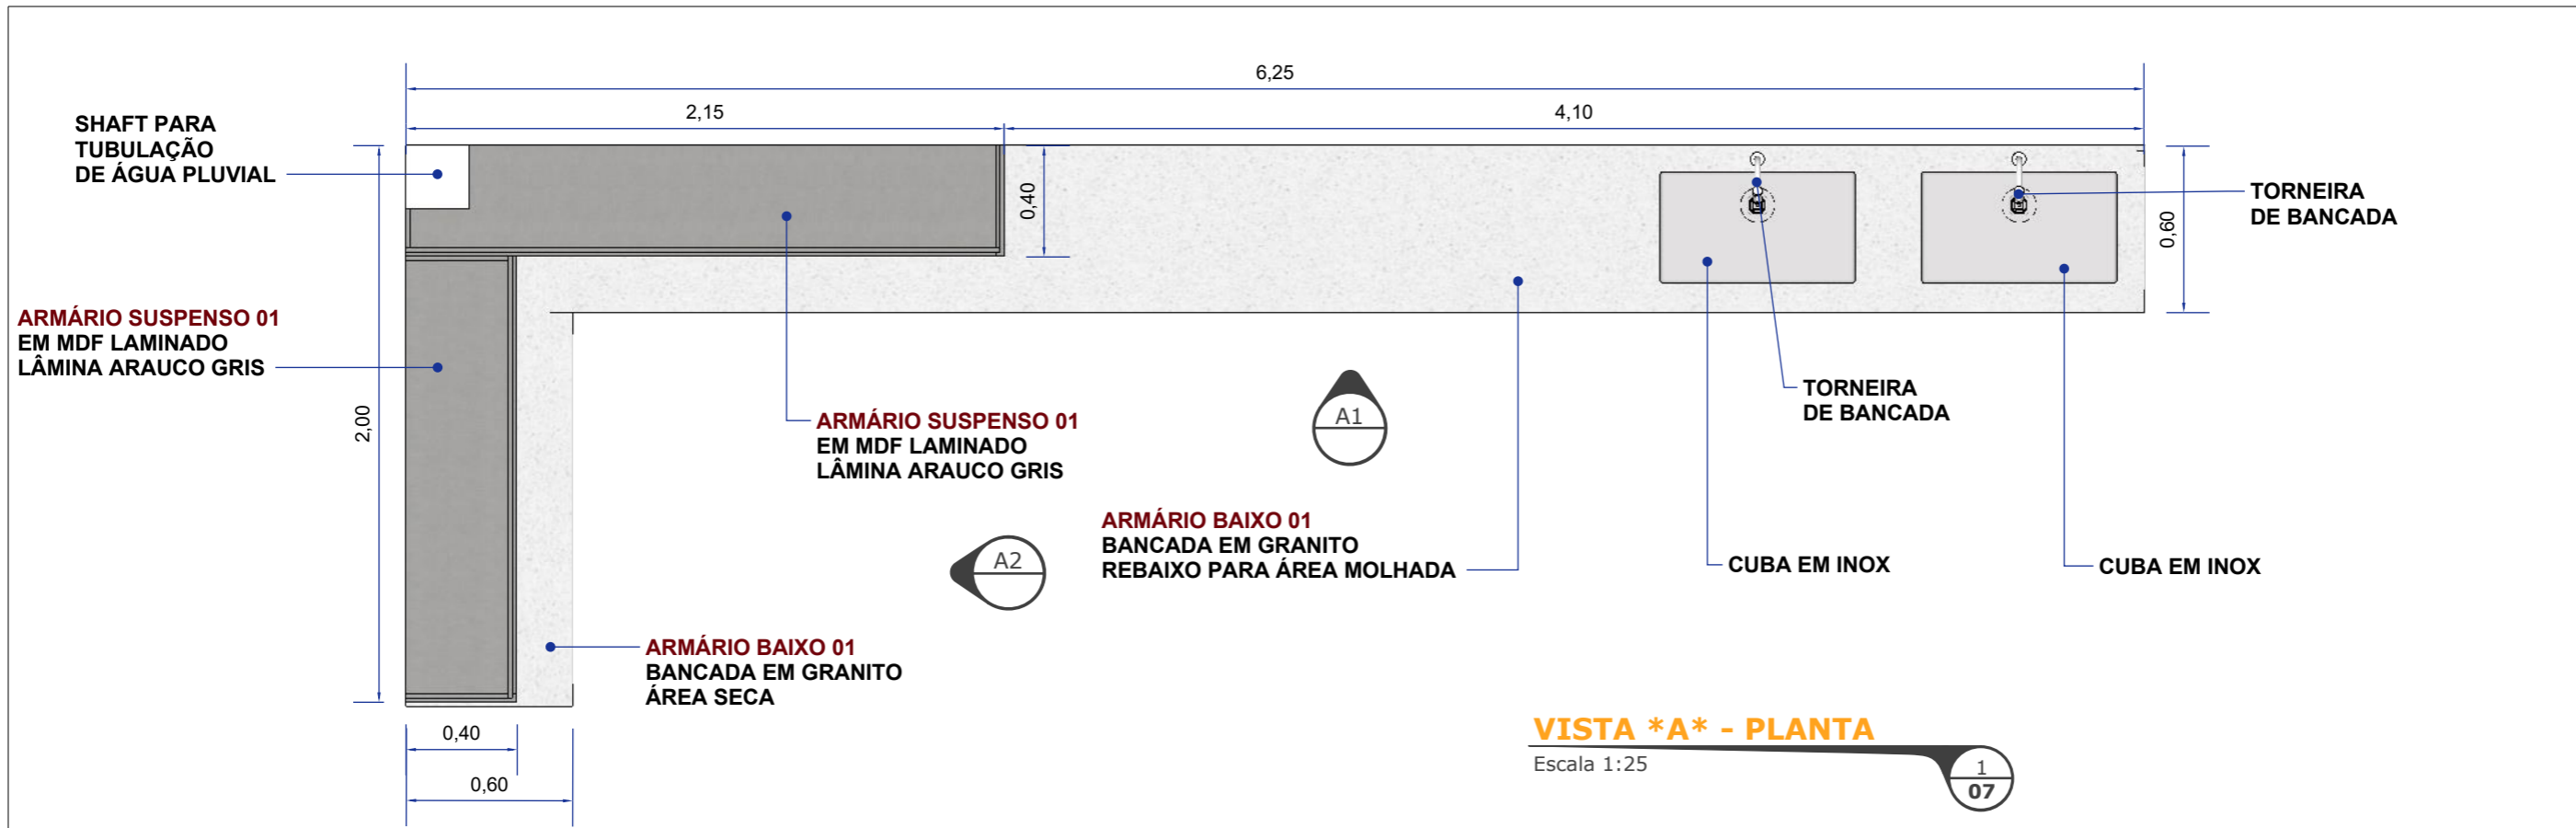 6,25
2,15
4,10
SHAFT PARA
TUBULAÇÃO
DE ÁGUA PLUVIAL
0,40
TORNEIRA
DE BANCADA
0,60
ARMÁRIO SUSPENSO 01
EM MDF LAMINADO
LÂMINA ARAUCO GRIS
2,00
ARMÁRIO SUSPENSO 01
EM MDF LAMINADO
LÂMINA ARAUCO GRIS
A1
TORNEIRA
DE BANCADA
A2
ARMÁRIO BAIXO 01
BANCADA EM GRANITO
REBAIXO PARA ÁREA MOLHADA
CUBA EM INOX
CUBA EM INOX
ARMÁRIO BAIXO 01
BANCADA EM GRANITO
ÁREA SECA
0,40
0,60
VISTA *A* - PLANTA
Escala 1:25
1
07